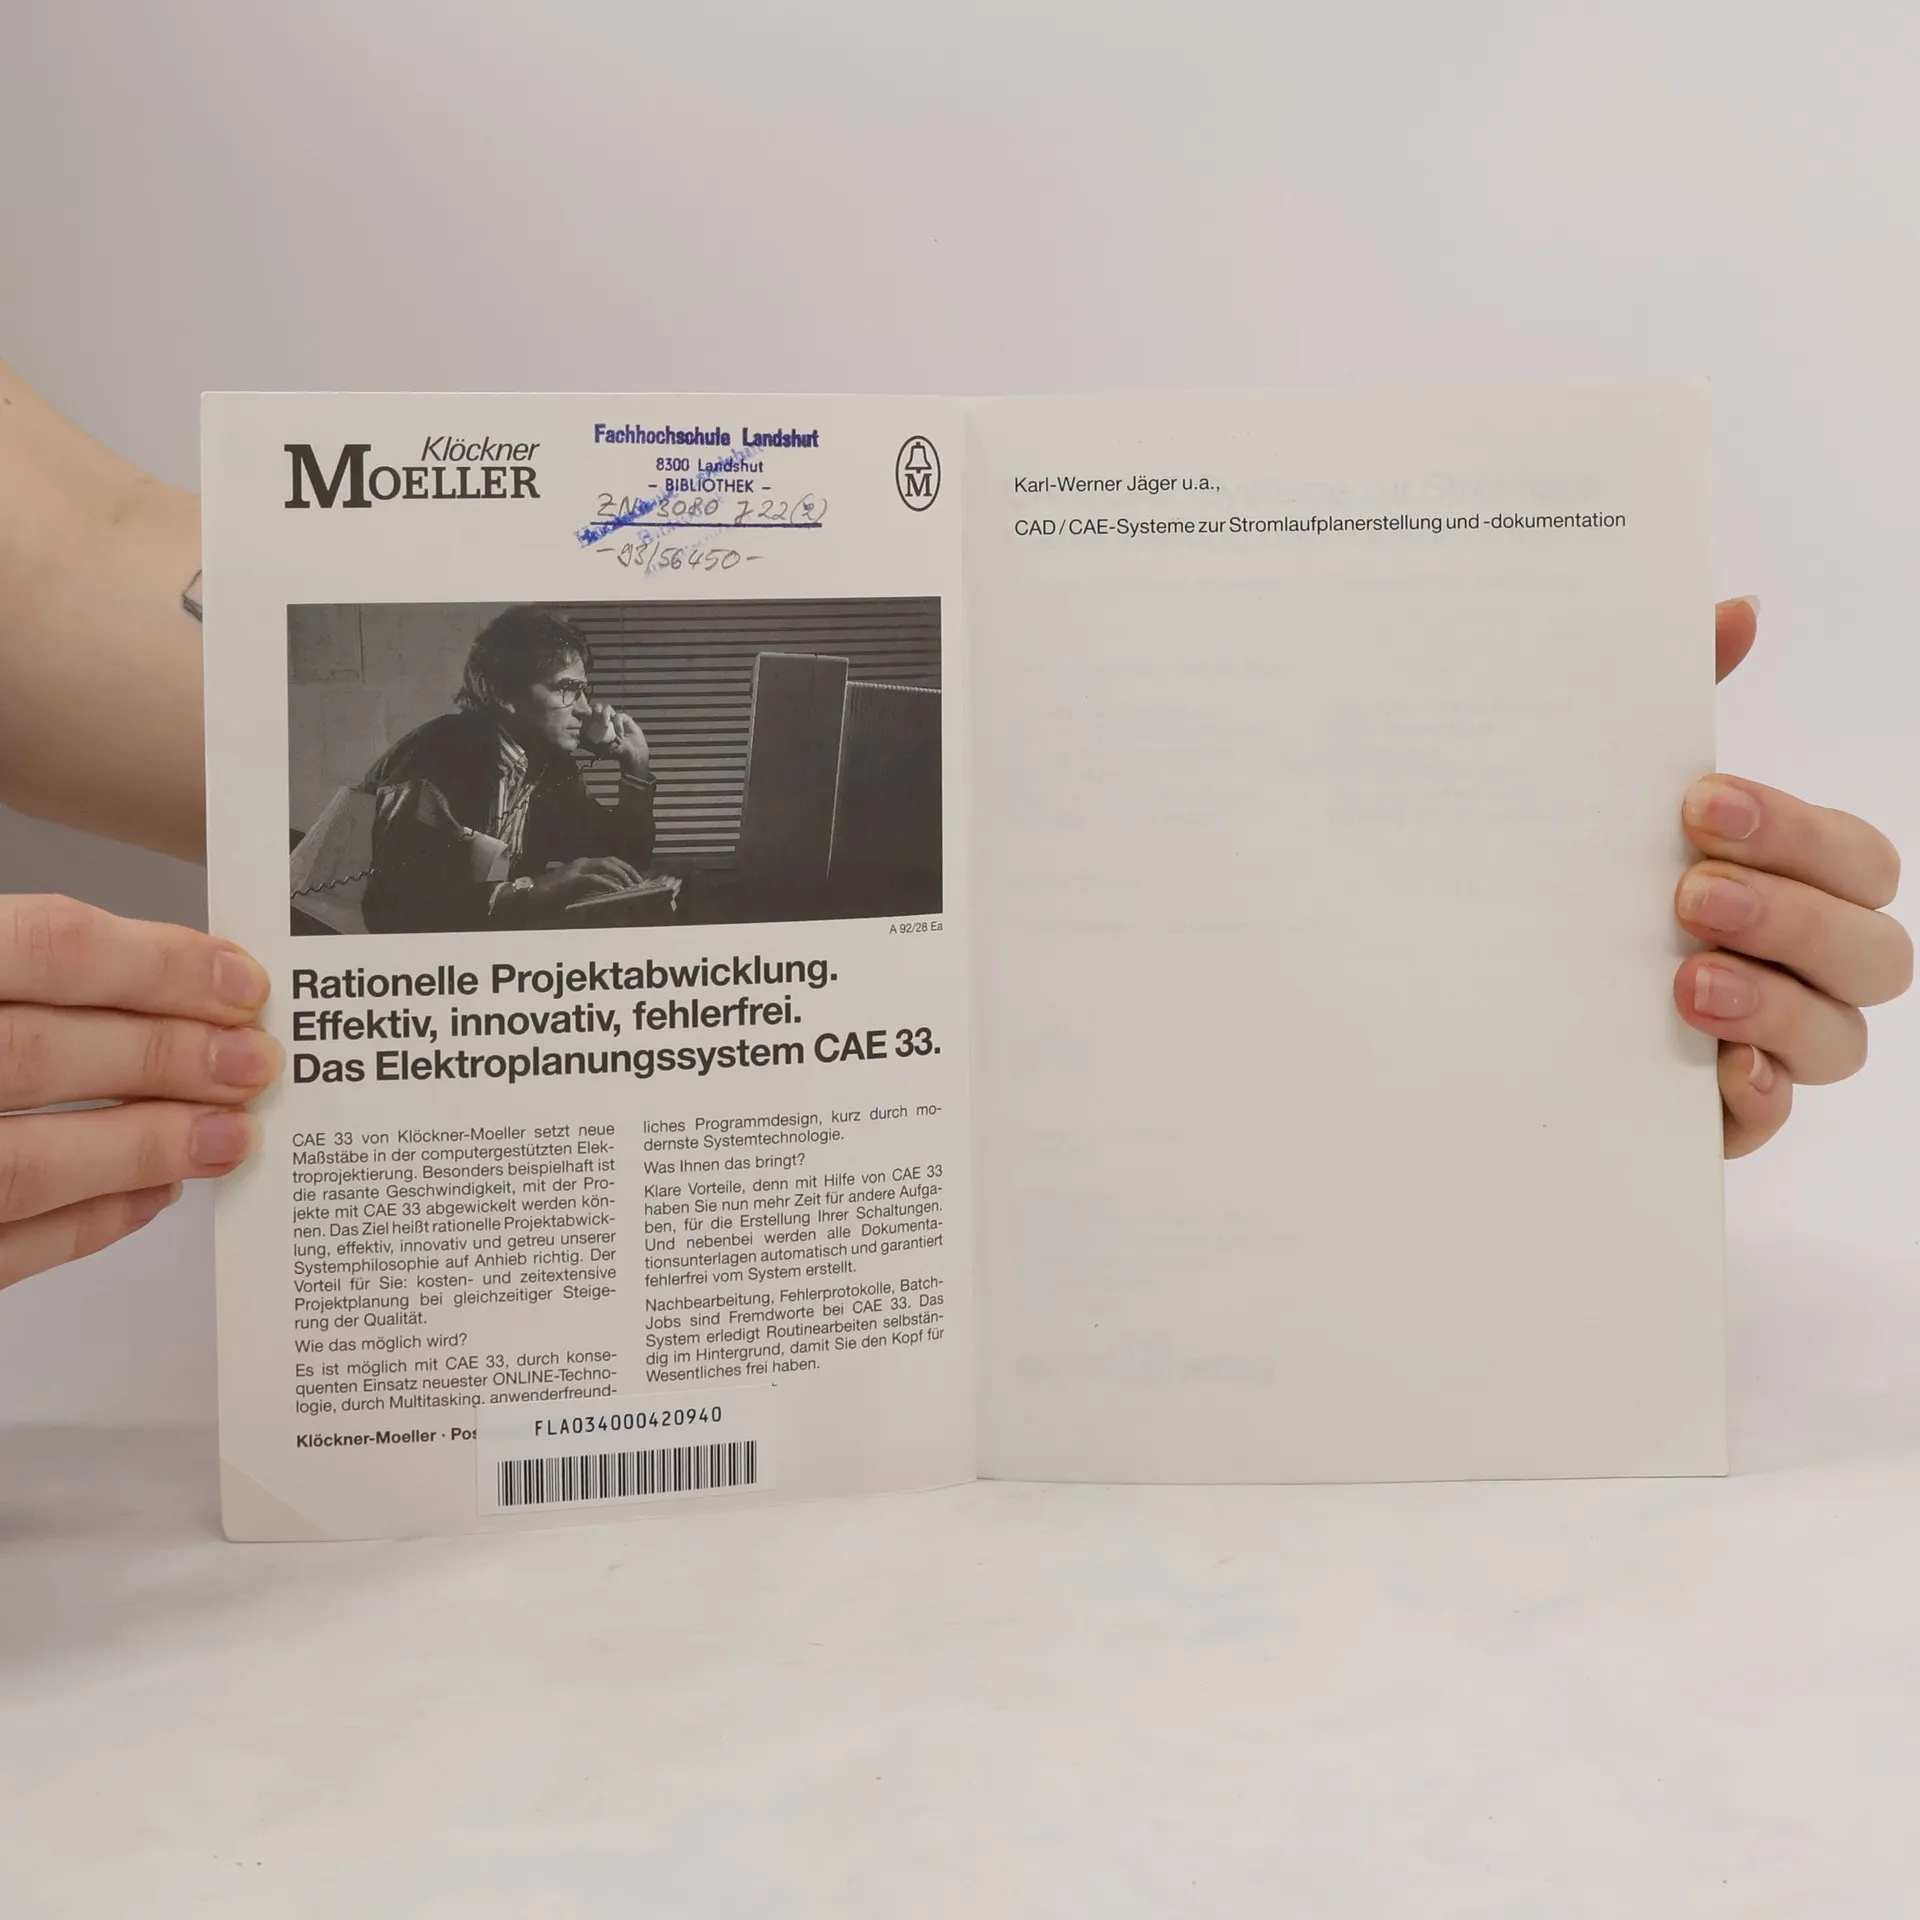 Klöckner
MOELLER
Fachhochschule Landshut
8300 Landshut
- BIBLIOTHEK -
ZN 3080 J22(2)
-93/56450-
M
A 92/28 Ea
Rationelle Projektabwicklung.
Effektiv, innovativ, fehlerfrei.
Das Elektroplanungssystem CAE 33.
CAE 33 von Klöckner-Moeller setzt neue
Maßstäbe in der computergestützten Elek-
troprojektierung. Besonders beispielhaft ist
die rasante Geschwindigkeit, mit der Pro-
jekte mit CAE 33 abgewickelt werden kön-
nen. Das Ziel heißt rationelle Projektabwick-
lung, effektiv, innovativ und getreu unserer
Systemphilosophie auf Anhieb richtig. Der
Vorteil für Sie: kosten- und zeitextensive
Projektplanung bei gleichzeitiger Steige-
rung der Qualität.
Wie das möglich wird?
Es ist möglich mit CAE 33, durch konse-
quenten Einsatz neuester ONLINE-Techno-
logie, durch Multitasking, anwenderfreund-
liches Programmdesign, kurz durch mo-
dernste Systemtechnologie.
Was Ihnen das bringt?
Klare Vorteile, denn mit Hilfe von CAE 33
haben Sie nun mehr Zeit für andere Aufga-
ben, für die Erstellung Ihrer Schaltungen.
Und nebenbei werden alle Dokumenta-
tionsunterlagen automatisch und garantiert
fehlerfrei vom System erstellt.
Nachbearbeitung, Fehlerprotokolle, Batch-
Jobs sind Fremdworte bei CAE 33. Das
System erledigt Routinearbeiten selbstän-
dig im Hintergrund, damit Sie den Kopf für
Wesentliches frei haben.
Klöckner-Moeller · Pos
FLA034000420940
Karl-Werner Jäger u.a.,
CAD/CAE-Systeme zur Stromlaufplanerstellung und -dokumentation